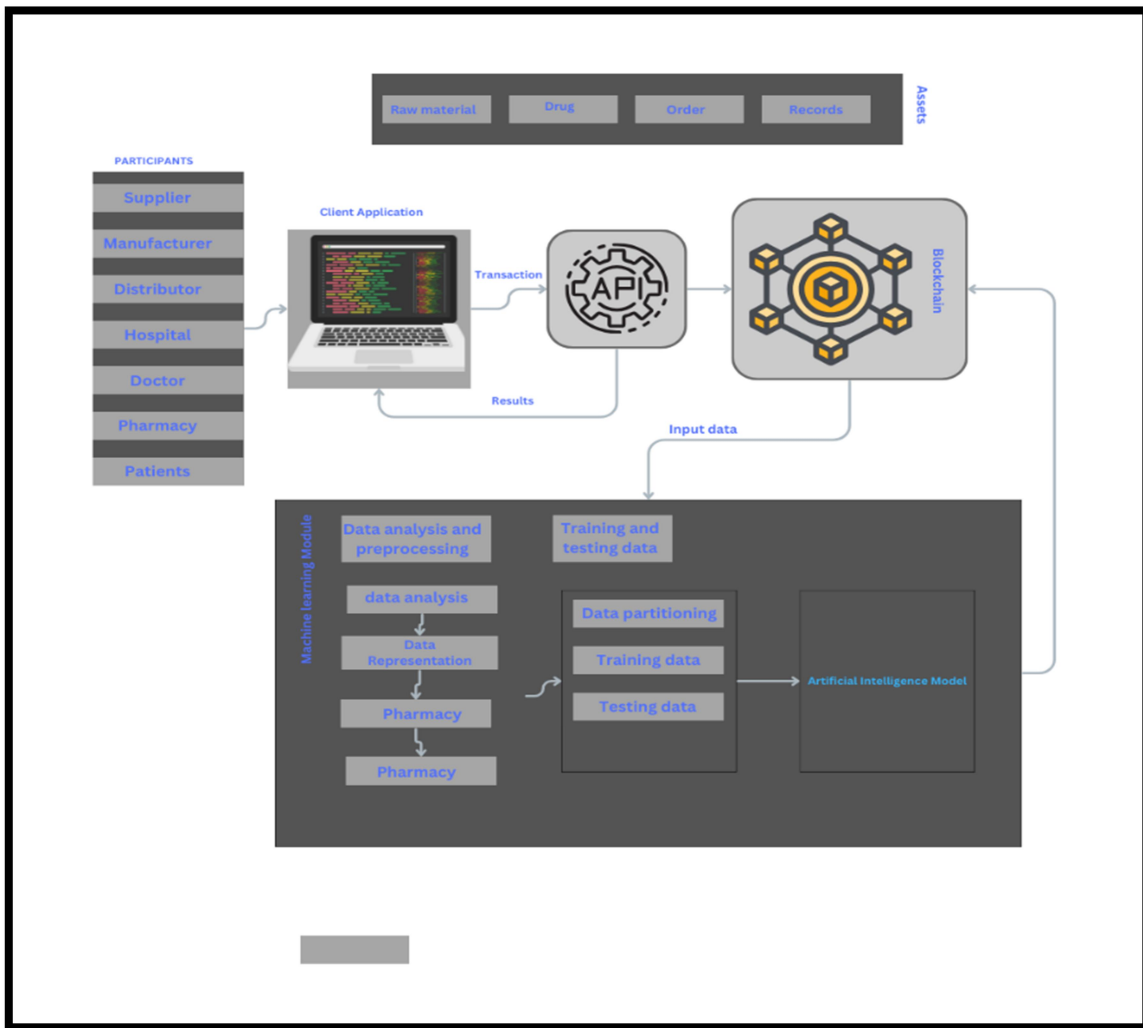 Assets
Raw material
Drug
Order
Records
PARTICIPANTS
Supplier
Manufacturer
Distributor
Hospital
Doctor
Pharmacy
Patients
Client Application
Transaction
API
Blockchain
Results
Input data
Machine learning Module
Data analysis and
preprocessing
Training and
testing data
data analysis
Data
Representation
Pharmacy
Pharmacy
Data partitioning
Training data
Testing data
Artificial Intelligence Model